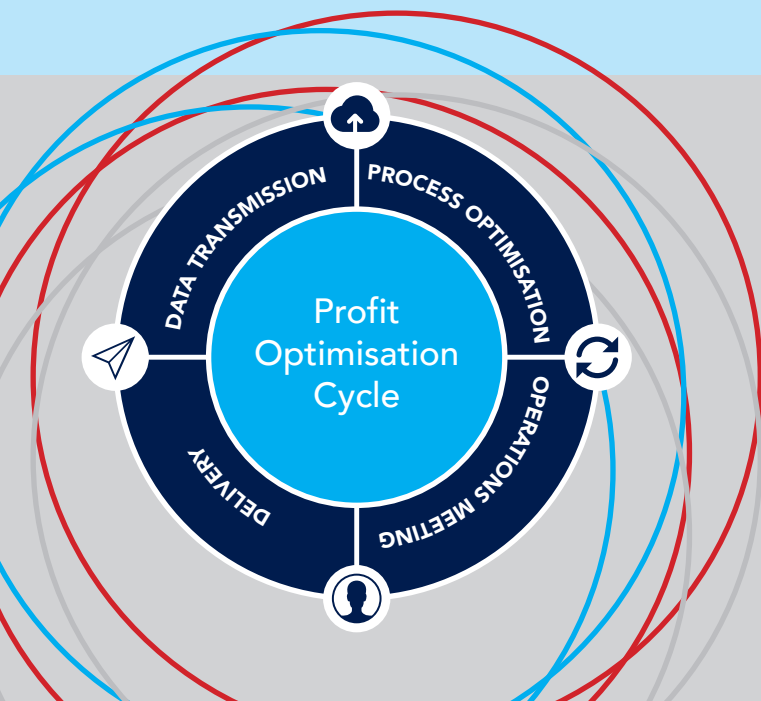 DATA TRANSMISSION
PROCESS OPTIMISATION
Profit
Optimisation
Cycle
OPERATIONS MEETING
DELIVERY